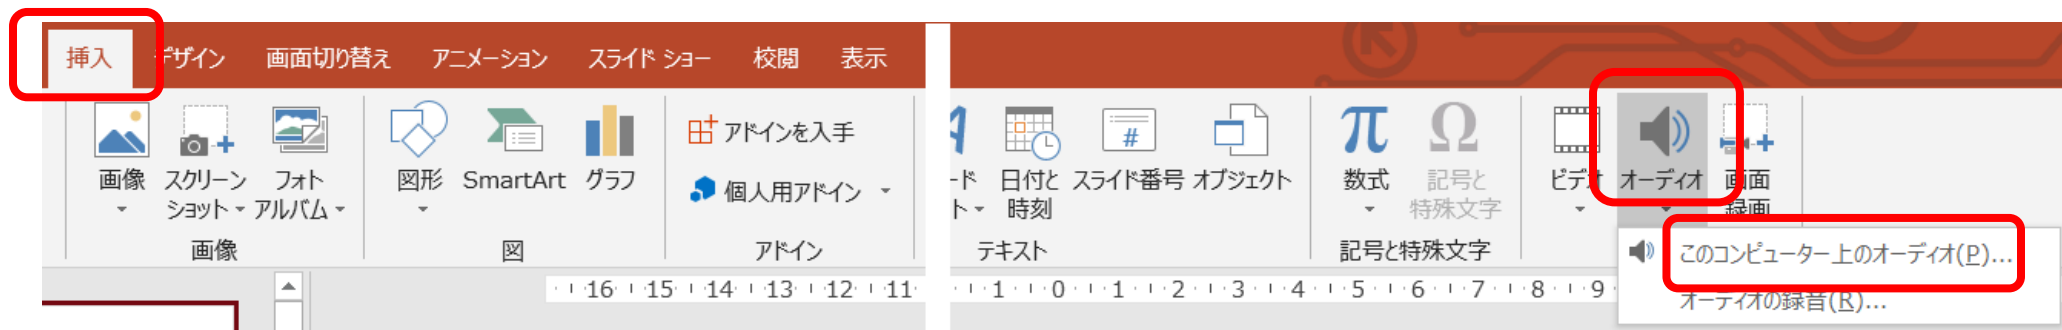 挿入 デザイン 画面切り替え アニメーション スライド ショー 校閲 表示
画像 スクリーン ショット フォト アルバム 図形 SmartArt グラフ
アドインを入手
個人用アドイン
日付と 時刻 スライド番号 オブジェクト 数式 記号と 特殊文字 ビデオ オーディオ 画面 録画
画像 図 アドイン テキスト 記号と特殊文字
このコンピューター上のオーディオ(P)...
オーディオの録音(R)...
16 15 14 13 12 11 1 0 1 2 3 4 5 6 7 8 9